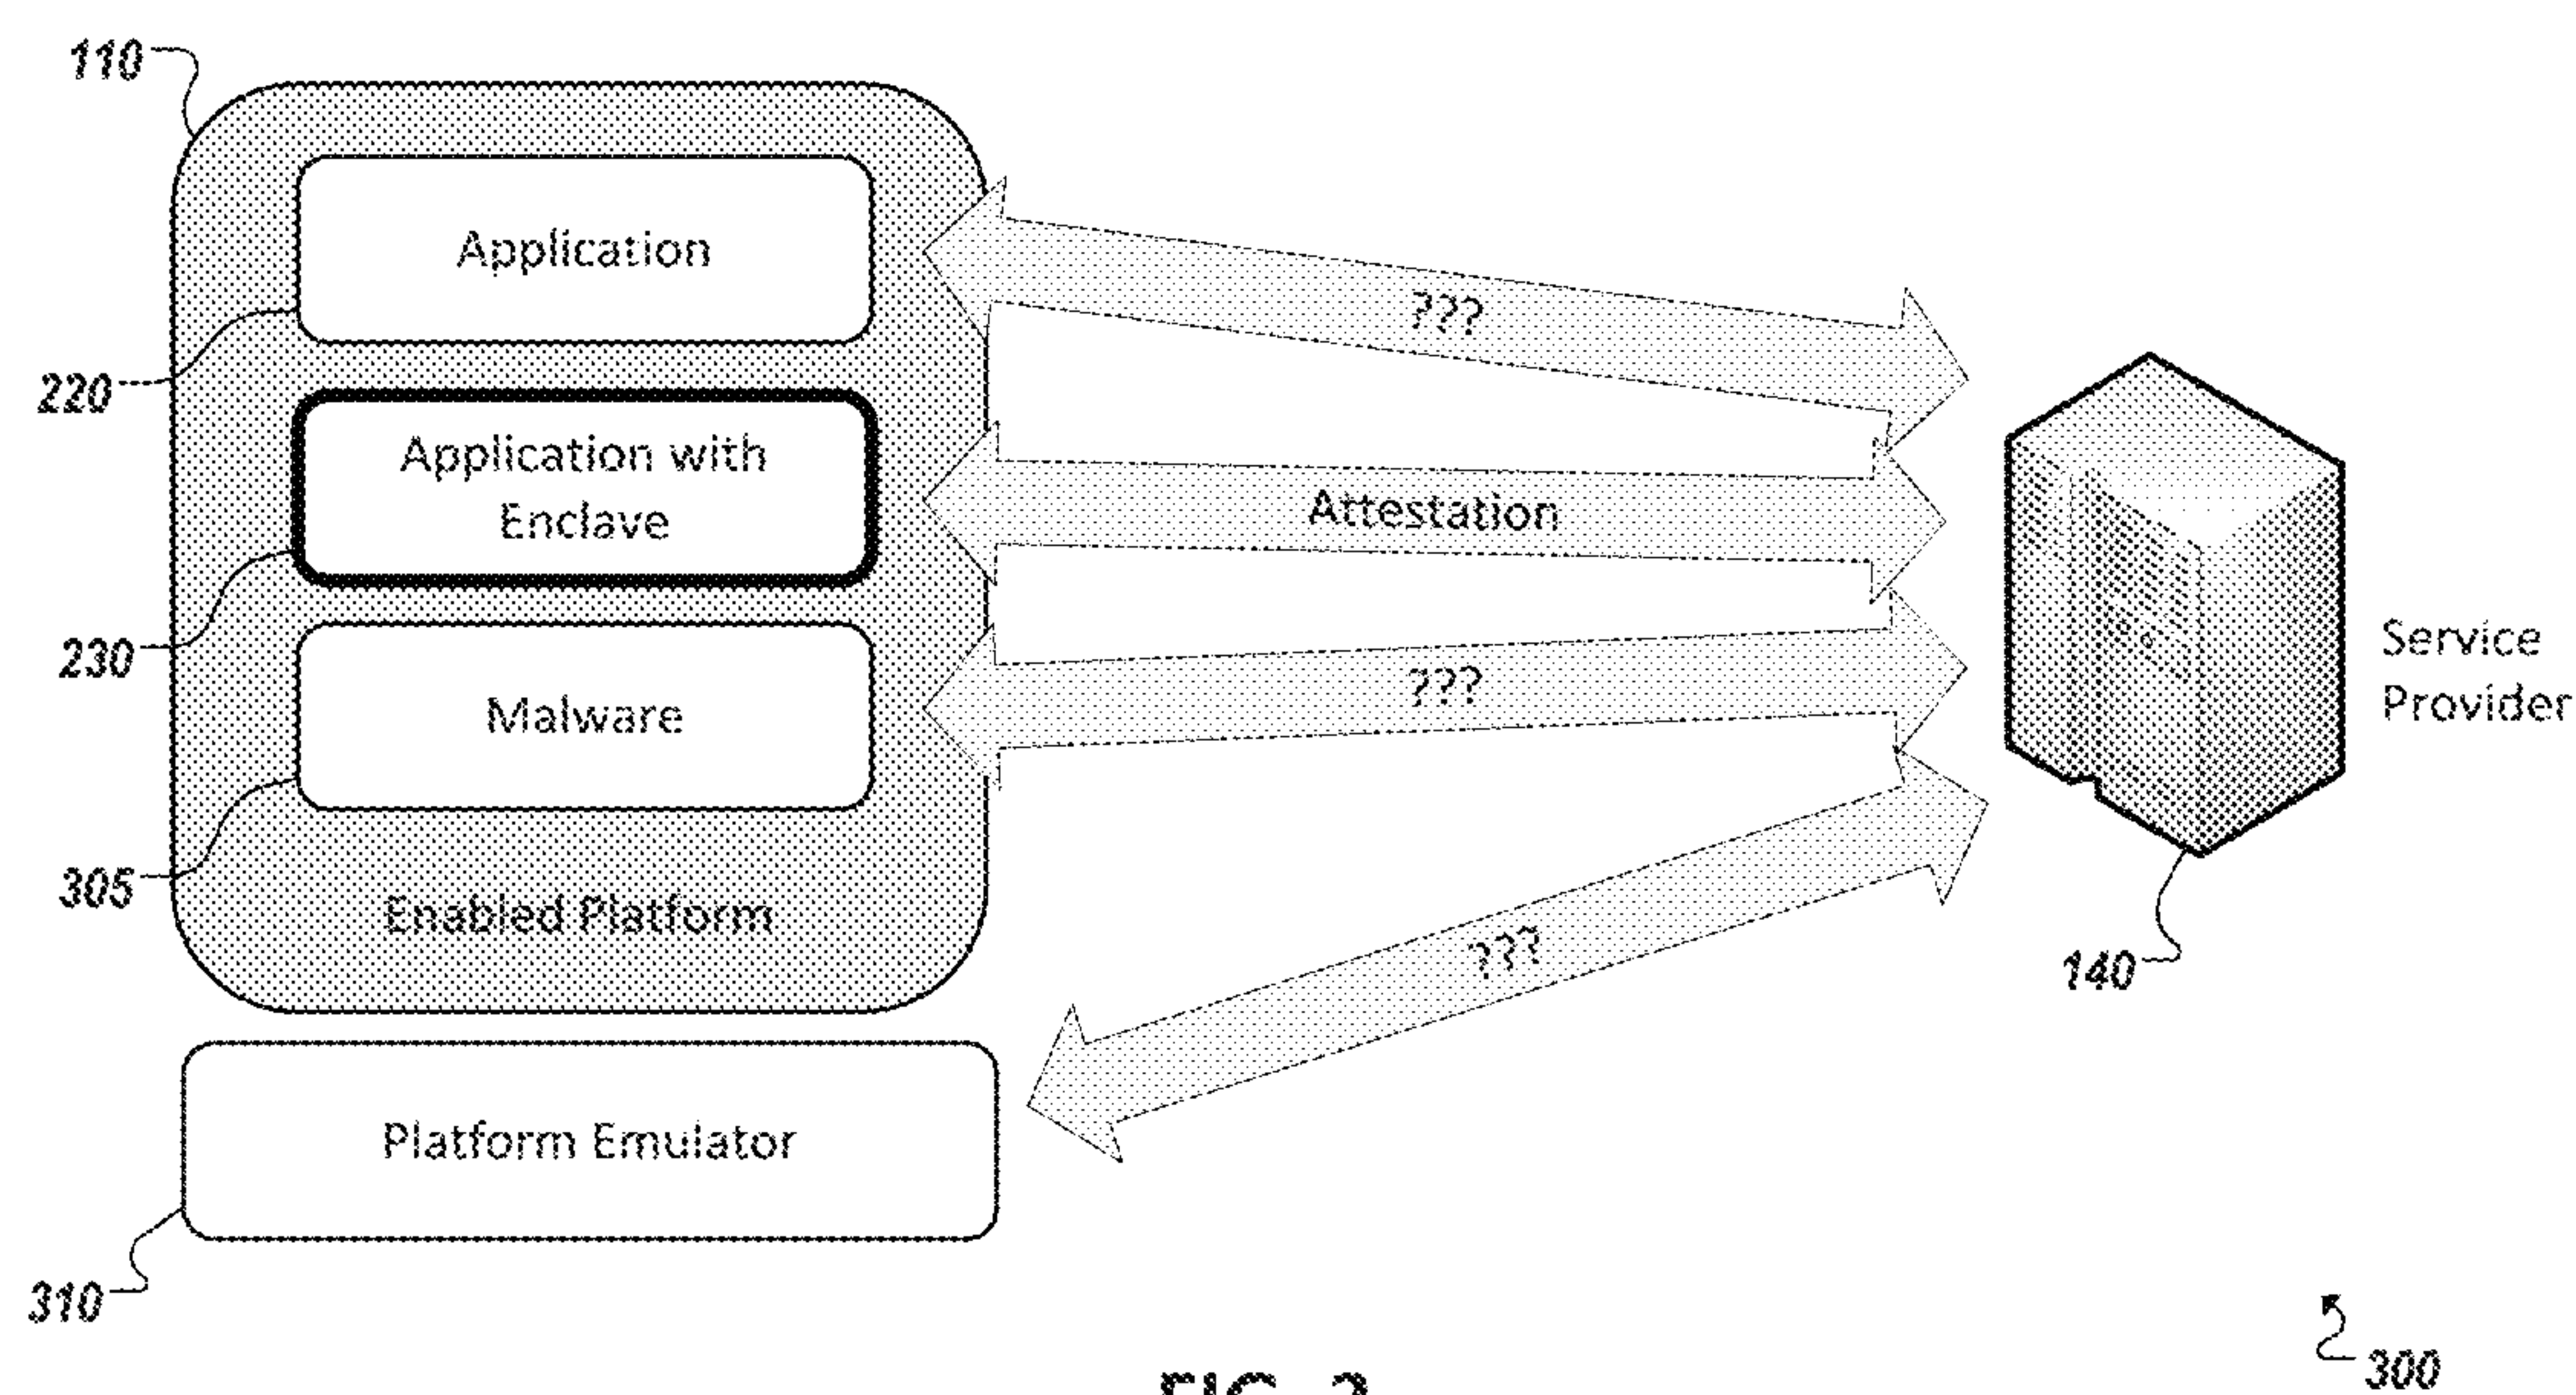 110
Application
???
220
Application with
Enclave
Attestation
230
Malware
???
Service
Provider
305
Enabled Platform
???
140
Platform Emulator
310
300